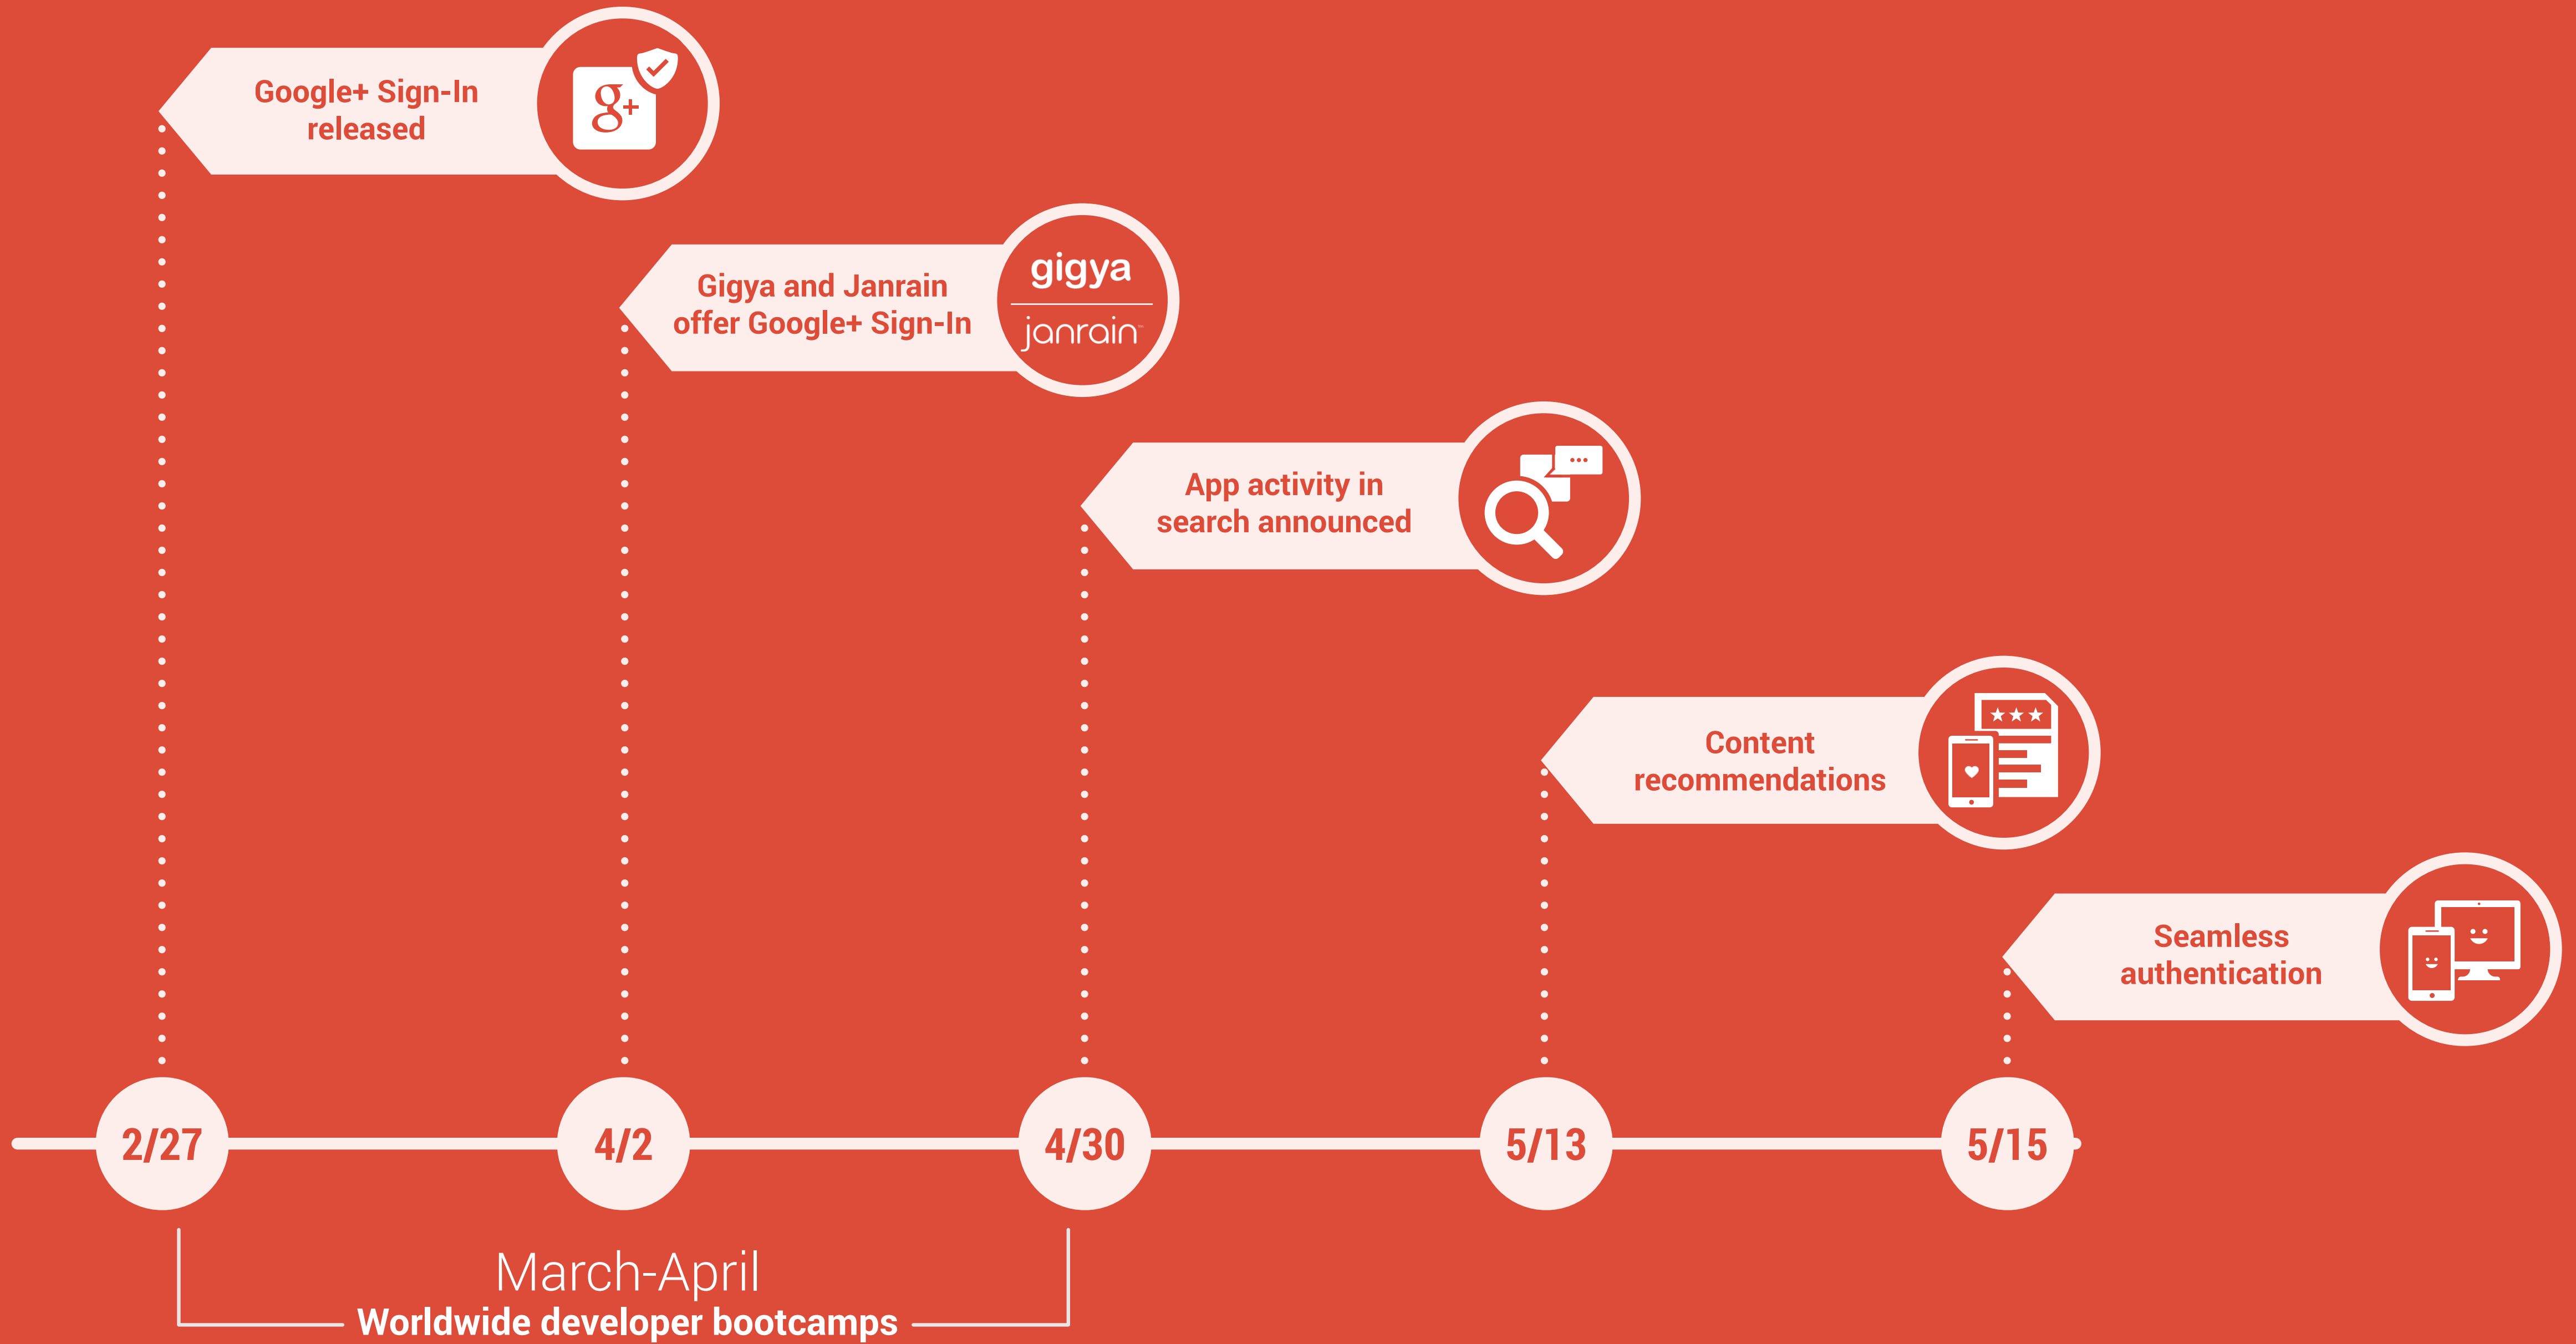 Google+ Sign-In
released
g+
Gigya and Janrain
offer Google+ Sign-In
gigya
janrain
App activity in
search announced
Content
recommendations
Seamless
authentication
2/27
4/2
4/30
5/13
5/15
March-April
Worldwide developer bootcamps